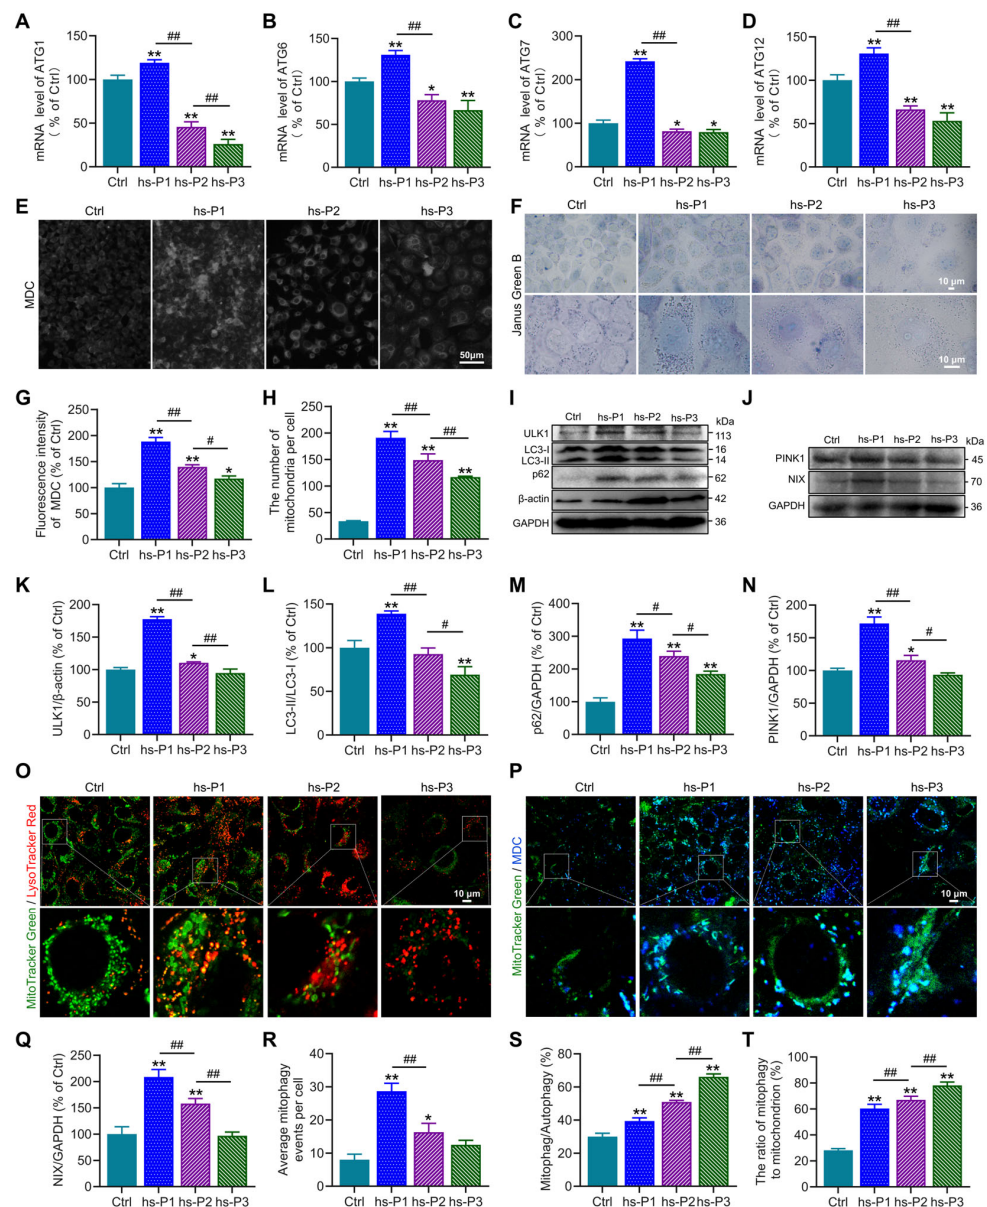 A
B
C
D
mRNA level of ATG1
( % of Ctrl)
150
100
50
0
**
##
**
##
**
Ctrl
hs-P1
hs-P2
hs-P3
mRNA level of ATG6
( % of Ctrl)
150
100
50
0
**
##
*
**
Ctrl
hs-P1
hs-P2
hs-P3
mRNA level of ATG7
( % of Ctrl)
300
200
100
0
**
##
*
*
Ctrl
hs-P1
hs-P2
hs-P3
mRNA level of ATG12
( % of Ctrl)
150
100
50
0
**
##
**
**
Ctrl
hs-P1
hs-P2
hs-P3
E
Ctrl
hs-P1
hs-P2
hs-P3
MDC
50μm
F
Ctrl
hs-P1
hs-P2
hs-P3
Janus Green B
10 μm
10 μm
G
Fluorescence intensity
of MDC (% of Ctrl)
250
200
150
100
50
0
**
##
**
#
*
Ctrl
hs-P1
hs-P2
hs-P3
H
The number of
mitochondria per cell
250
200
150
100
50
0
**
##
**
##
**
Ctrl
hs-P1
hs-P2
hs-P3
I
Ctrl
hs-P1
hs-P2
hs-P3
kDa
ULK1
113
LC3-I
16
LC3-II
14
p62
62
β-actin
42
GAPDH
36
J
Ctrl
hs-P1
hs-P2
hs-P3
kDa
PINK1
45
NIX
70
GAPDH
36
K
ULK1/β-actin (% of Ctrl)
200
150
100
50
0
**
##
*
##
Ctrl
hs-P1
hs-P2
hs-P3
L
LC3-II/LC3-I (% of Ctrl)
150
100
50
0
**
##
#
**
Ctrl
hs-P1
hs-P2
hs-P3
M
p62/GAPDH (% of Ctrl)
400
300
200
100
0
**
#
**
#
**
Ctrl
hs-P1
hs-P2
hs-P3
N
PINK1/GAPDH (% of Ctrl)
200
150
100
50
0
**
##
*
#
Ctrl
hs-P1
hs-P2
hs-P3
O
Ctrl
hs-P1
hs-P2
hs-P3
MitoTracker Green / LysoTracker Red
10 μm
P
Ctrl
hs-P1
hs-P2
hs-P3
MitoTracker Green / MDC
10 μm
Q
NIX/GAPDH (% of Ctrl)
250
200
150
100
50
0
**
##
**
##
Ctrl
hs-P1
hs-P2
hs-P3
R
Average mitophagy
events per cell
40
30
20
10
0
**
##
*
Ctrl
hs-P1
hs-P2
hs-P3
S
Mitophag/Autophagy (%)
80
60
40
20
0
**
##
**
##
**
Ctrl
hs-P1
hs-P2
hs-P3
T
The ratio of mitophagy
to mitochondrion (%)
100
80
60
40
20
0
**
##
**
##
**
Ctrl
hs-P1
hs-P2
hs-P3